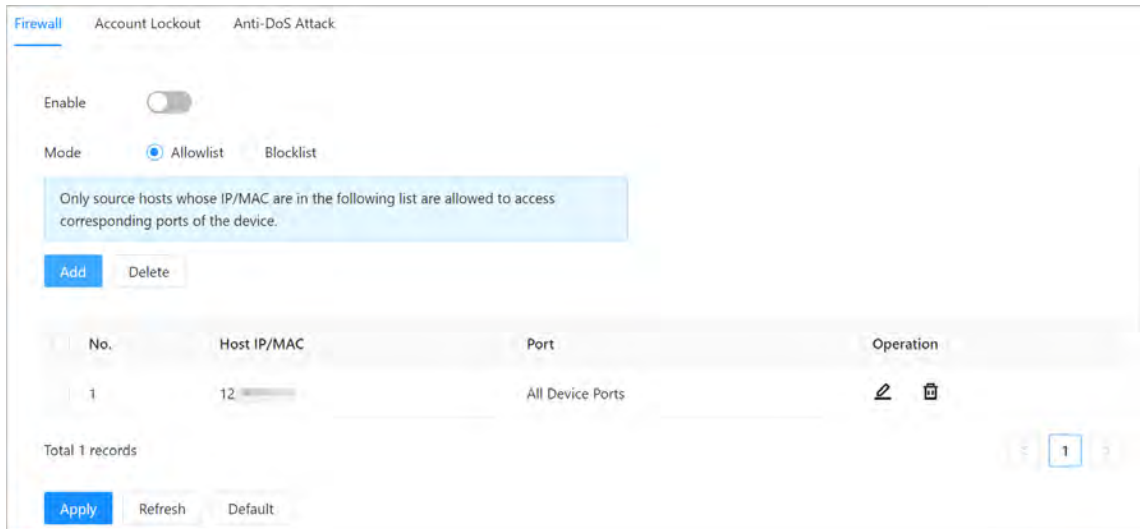 Firewall Account Lockout Anti-DoS Attack
Enable
Mode Allowlist Blocklist
Only source hosts whose IP/MAC are in the following list are allowed to access
corresponding ports of the device.
Add Delete
No. Host IP/MAC Port Operation
1 12 All Device Ports
Total 1 records
1
Apply Refresh Default